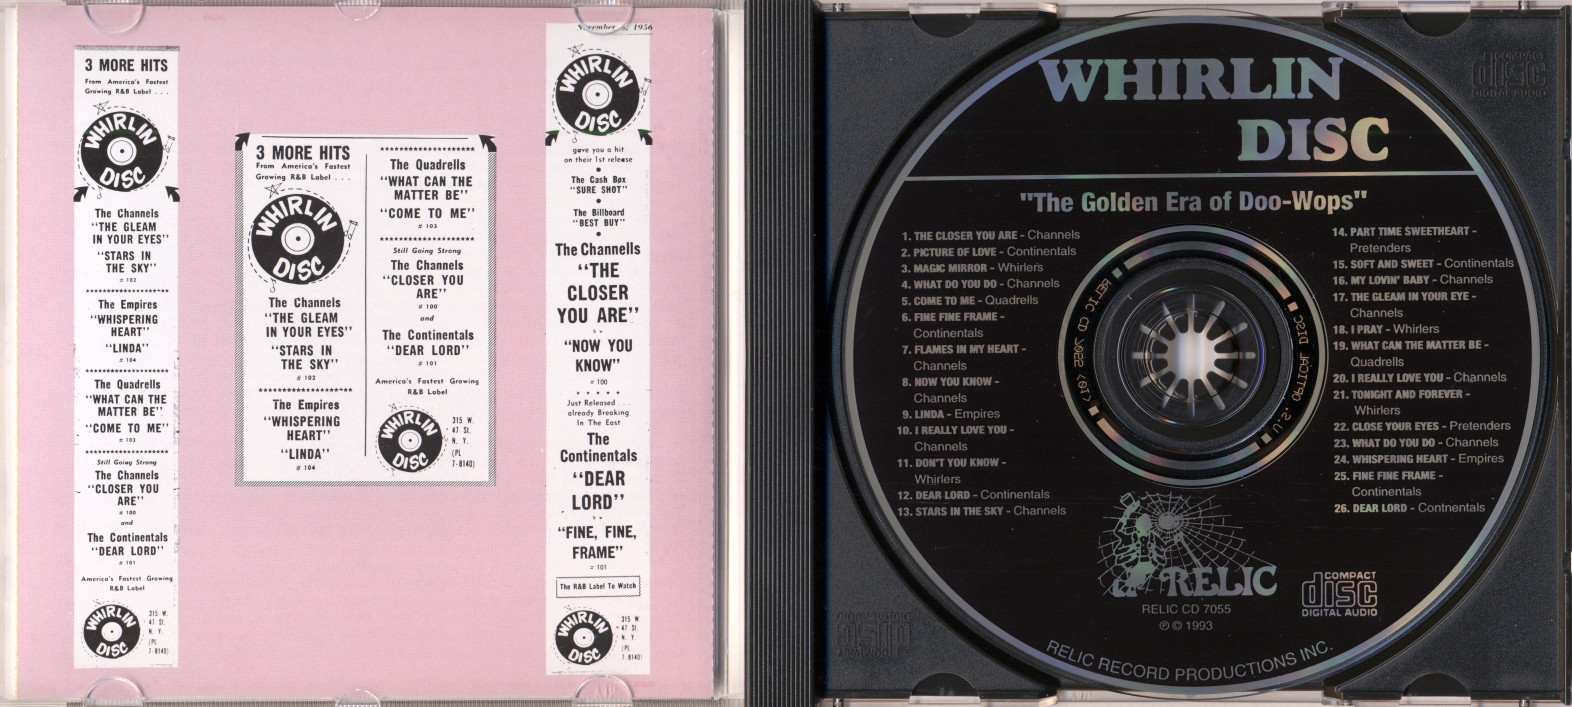 3 MORE HITS
From America's Fastest
Growing R&B Label . . .
WHIRLIN
DISC
The Channels
"THE GLEAM
IN YOUR EYES"
"STARS IN
THE SKY"
# 102
The Empires
"WHISPERING
HEART"
"LINDA"
# 104
The Quadrells
"WHAT CAN THE
MATTER BE"
"COME TO ME"
# 103
Still Going Strong
The Channels
"CLOSER YOU
ARE"
# 100
and
The Continentals
"DEAR LORD"
# 101
America's Fastest Growing
R&B Label
WHIRLIN
DISC
315 W.
47 St.
N. Y.
(PL
7-8140)
3 MORE HITS
From America's Fastest
Growing R&B Label . . .
WHIRLIN
DISC
The Channels
"THE GLEAM
IN YOUR EYES"
"STARS IN
THE SKY"
# 102
The Empires
"WHISPERING
HEART"
"LINDA"
# 104
The Quadrells
"WHAT CAN THE
MATTER BE"
"COME TO ME"
# 103
Still Going Strong
The Channels
"CLOSER YOU
ARE"
# 100
and
The Continentals
"DEAR LORD"
# 101
America's Fastest Growing
R&B Label
WHIRLIN
DISC
315 W.
47 St.
N. Y.
(PL
7-8140)
1956
WHIRLIN
DISC
gave you a hit
on their 1st release
The Cash Box
"SURE SHOT"
The Billboard
"BEST BUY"
The Channells
"THE
CLOSER
YOU ARE"
"NOW YOU
KNOW"
# 100
Just Released . . .
already Breaking
In The East
The
Continentals
"DEAR
LORD"
"FINE, FINE,
FRAME"
# 101
The R&B Label To Watch
WHIRLIN
DISC
315 W.
47 St.
N. Y.
(PL
7-8140)
WHIRLIN
DISC
"The Golden Era of Doo-Wops"
1. THE CLOSER YOU ARE - Channels
2. PICTURE OF LOVE - Continentals
3. MAGIC MIRROR - Whirlers
4. WHAT DO YOU DO - Channels
5. COME TO ME - Quadrells
6. FINE FINE FRAME -
Continentals
7. FLAMES IN MY HEART -
Channels
8. NOW YOU KNOW -
Channels
9. LINDA - Empires
10. I REALLY LOVE YOU -
Channels
11. DON'T YOU KNOW -
Whirlers
12. DEAR LORD - Continentals
13. STARS IN THE SKY - Channels
14. PART TIME SWEETHEART -
Pretenders
15. SOFT AND SWEET - Continentals
16. MY LOVIN' BABY - Channels
17. THE GLEAM IN YOUR EYE -
Channels
18. I PRAY - Whirlers
19. WHAT CAN THE MATTER BE -
Quadrells
20. I REALLY LOVE YOU - Channels
21. TONIGHT AND FOREVER -
Whirlers
22. CLOSE YOUR EYES - Pretenders
23. WHAT DO YOU DO - Channels
24. WHISPERING HEART - Empires
25. FINE FINE FRAME -
Continentals
26. DEAR LORD - Contnentals
RELIC CD 7055
U.S. OPTICAL DISC
RELIC
RELIC CD 7055
℗ © 1993
COMPACT
disc
DIGITAL AUDIO
RELIC RECORD PRODUCTIONS INC.
COMPACT
disc
DIGITAL AUDIO